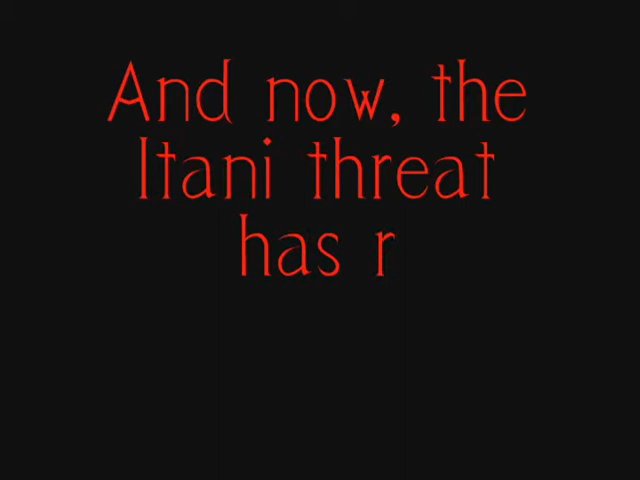 And now, the
Itani threat
has r